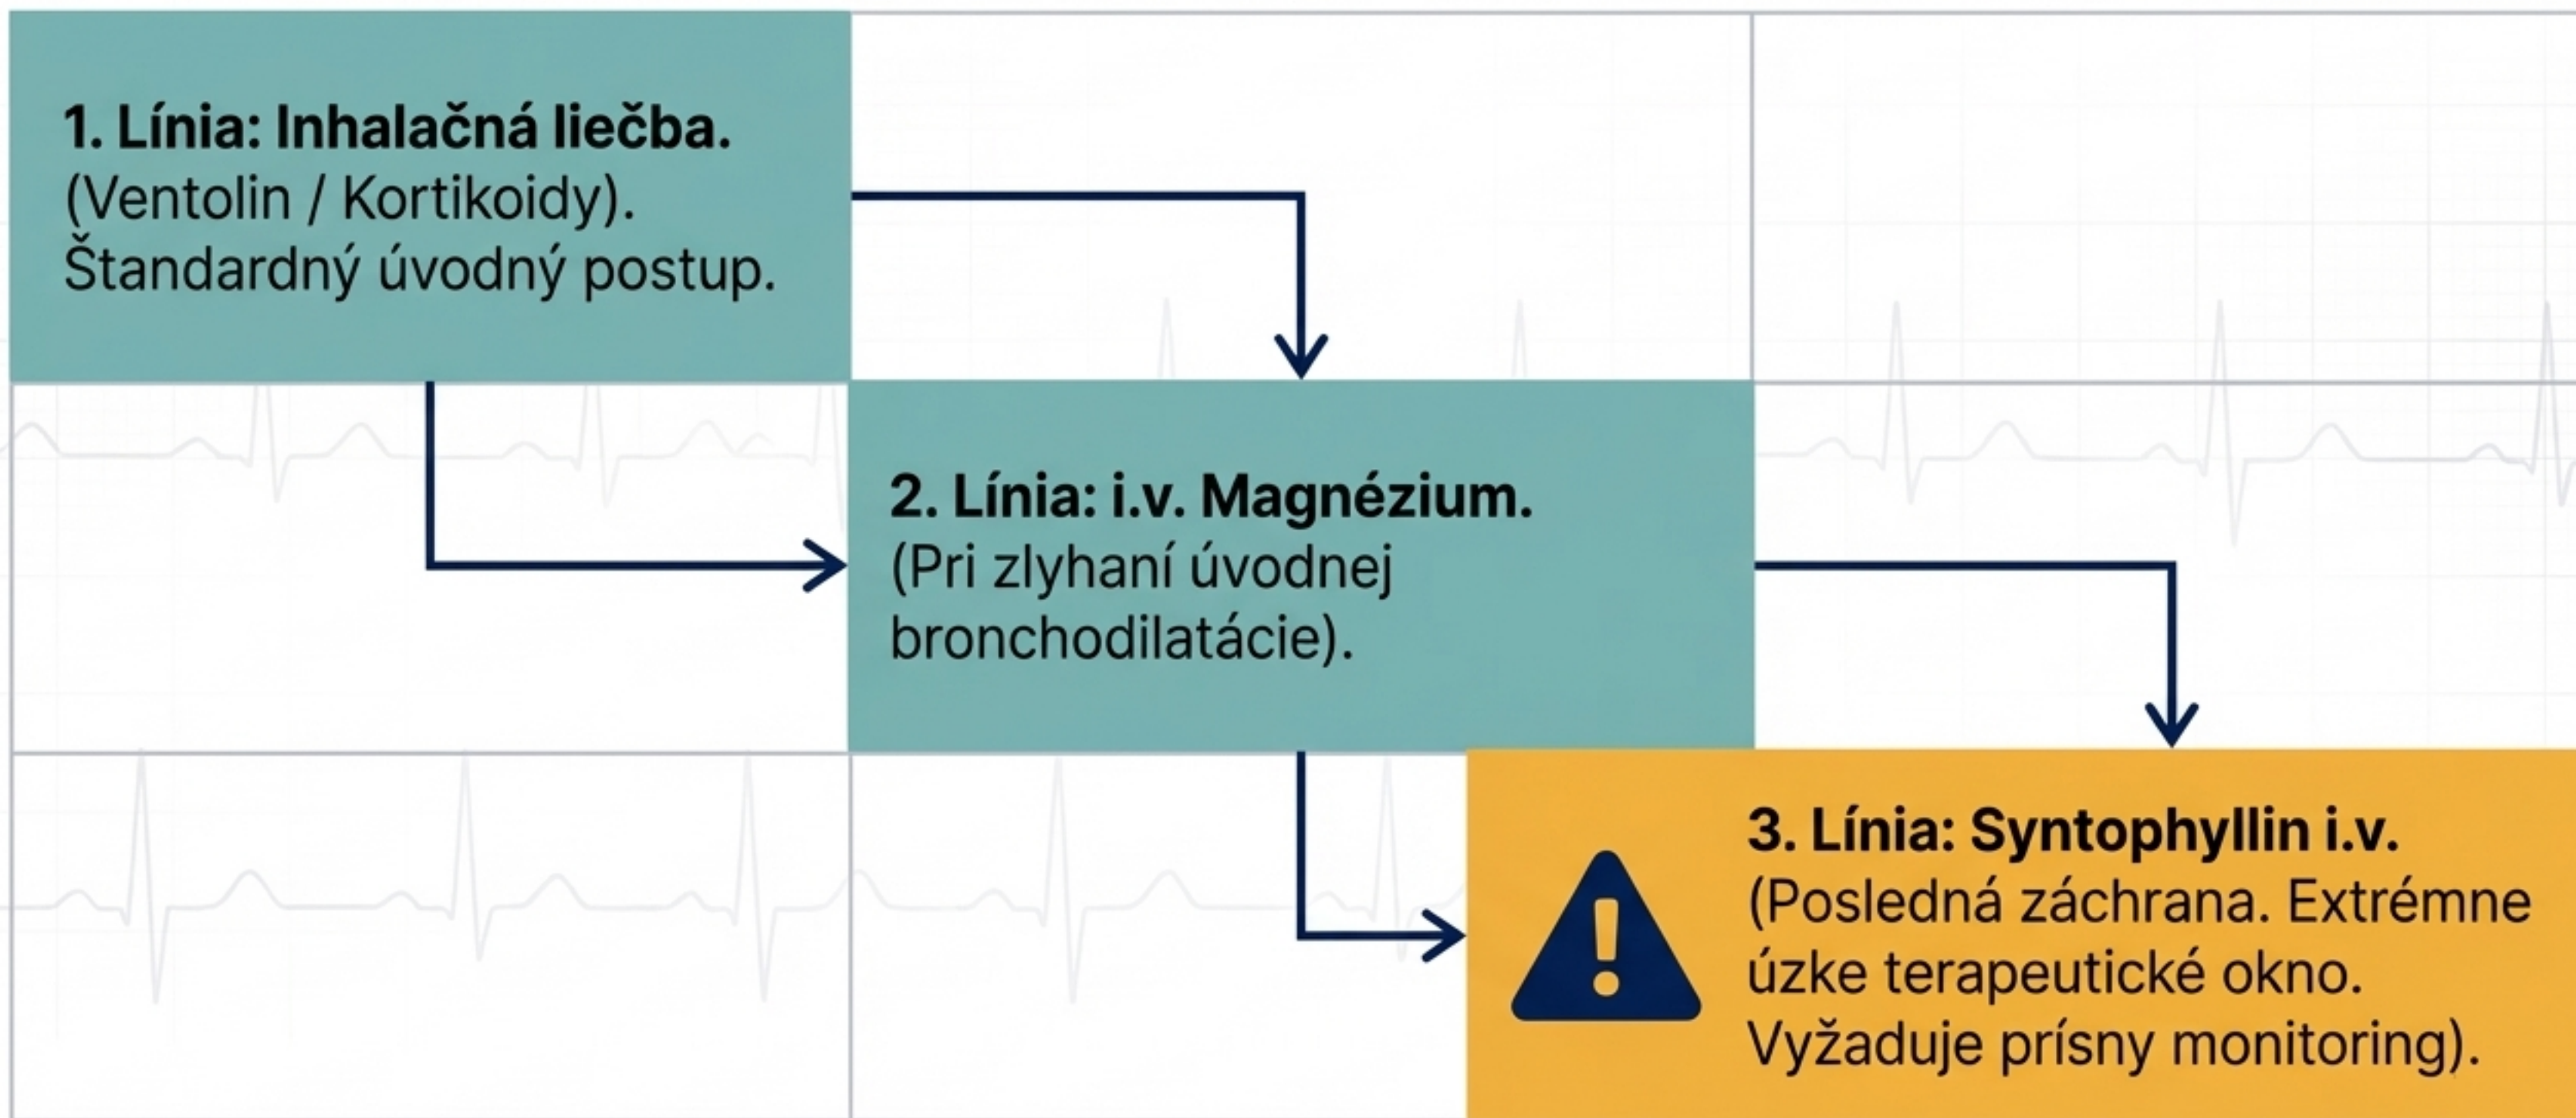 1. Línia: Inhalačná liečba.
(Ventolin / Kortikoidy).
Štandardný úvodný postup.
2. Línia: i.v. Magnézium.
(Pri zlyhaní úvodnej
bronchodilatácie).
3. Línia: Syntophyllin i.v.
(Posledná záchrana. Extrémne
úzke terapeutické okno.
Vyžaduje prísny monitoring).